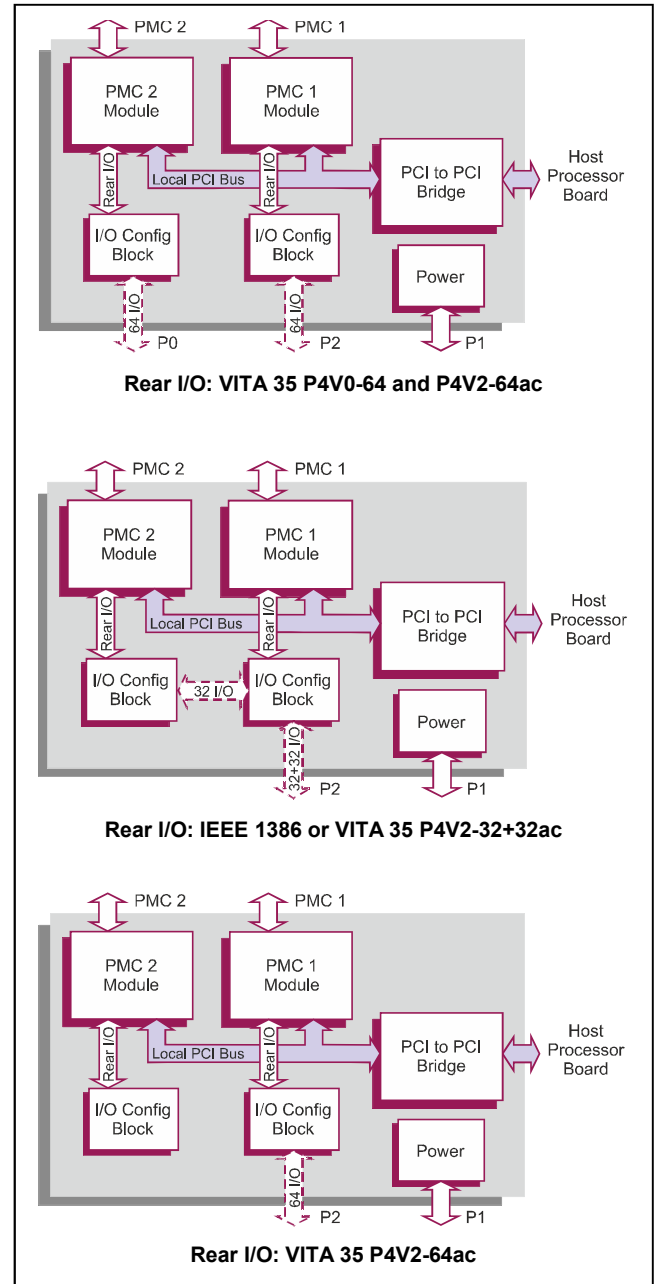 PMC 2
PMC 1
PMC 2
Module
PMC 1
Module
Rear I/O
Local PCI Bus
Rear I/O
PCI to PCI
Bridge
Host
Processor
Board
I/O Config
Block
I/O Config
Block
Power
64 I/O
P0
64 I/O
P2
P1
Rear I/O: VITA 35 P4V0-64 and P4V2-64ac
PMC 2
PMC 1
PMC 2
Module
PMC 1
Module
Rear I/O
Local PCI Bus
Rear I/O
PCI to PCI
Bridge
Host
Processor
Board
I/O Config
Block
32 I/O
I/O Config
Block
Power
32+32 I/O
P2
P1
Rear I/O: IEEE 1386 or VITA 35 P4V2-32+32ac
PMC 2
PMC 1
PMC 2
Module
PMC 1
Module
Rear I/O
Local PCI Bus
Rear I/O
PCI to PCI
Bridge
Host
Processor
Board
I/O Config
Block
I/O Config
Block
Power
64 I/O
P2
P1
Rear I/O: VITA 35 P4V2-64ac